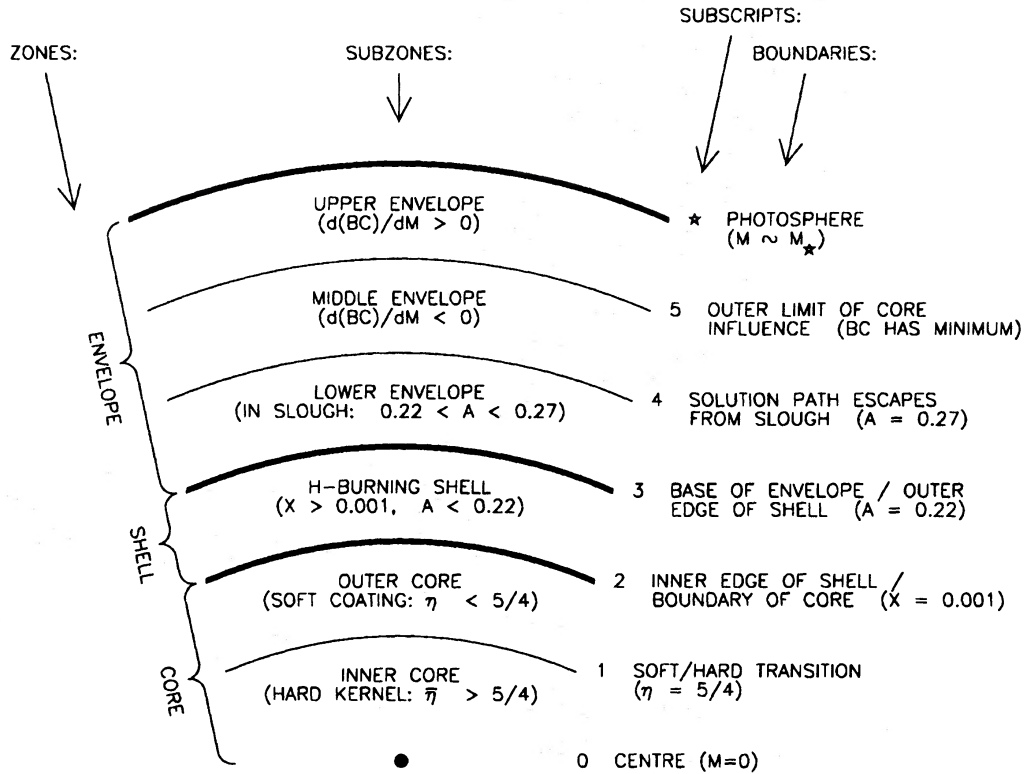 SUBSCRIPTS:
ZONES:
SUBZONES:
BOUNDARIES:
UPPER ENVELOPE
(d(BC)/dM > 0)
☆ PHOTOSPHERE
(M ~ M☆)
MIDDLE ENVELOPE
(d(BC)/dM < 0)
5 OUTER LIMIT OF CORE
INFLUENCE (BC HAS MINIMUM)
ENVELOPE
LOWER ENVELOPE
(IN SLOUGH: 0.22 < A < 0.27)
4 SOLUTION PATH ESCAPES
FROM SLOUGH (A = 0.27)
H-BURNING SHELL
(X > 0.001, A < 0.22)
3 BASE OF ENVELOPE / OUTER
EDGE OF SHELL (A = 0.22)
SHELL
OUTER CORE
(SOFT COATING: η < 5/4)
2 INNER EDGE OF SHELL /
BOUNDARY OF CORE (X = 0.001)
CORE
INNER CORE
(HARD KERNEL: η̅ > 5/4)
1 SOFT/HARD TRANSITION
(η = 5/4)
0 CENTRE (M=0)